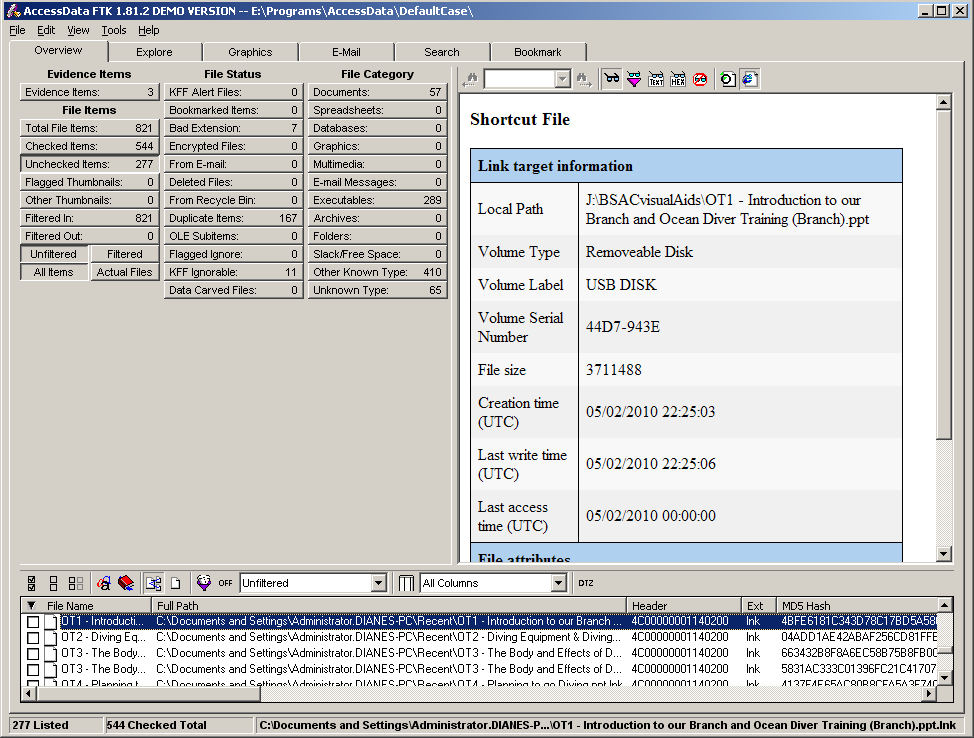 AccessData FTK 1.81.2 DEMO VERSION -- E:\Programs\AccessData\DefaultCase\
File Edit View Tools Help
Overview Explore Graphics E-Mail Search Bookmark
Evidence Items File Status File Category
Evidence Items: 3 KFF Alert Files: 0 Documents: 57
File Items Bookmarked Items: 0 Spreadsheets: 0
Total File Items: 821 Bad Extension: 7 Databases: 0
Checked Items: 544 Encrypted Files: 0 Graphics: 0
Unchecked Items: 277 From E-mail: 0 Multimedia: 0
Flagged Thumbnails: 0 Deleted Files: 0 E-mail Messages: 0
Other Thumbnails: 0 From Recycle Bin: 0 Executables: 289
Filtered In: 821 Duplicate Items: 167 Archives: 0
Filtered Out: 0 OLE Subitems: 0 Folders: 0
Unfiltered Filtered Flagged Ignore: 0 Slack/Free Space: 0
All Items Actual Files KFF Ignorable: 11 Other Known Type: 410
Data Carved Files: 0 Unknown Type: 65
TEXT HEX
Shortcut File
Link target information
Local Path J:\BSACvisualAids\OT1 - Introduction to our
Branch and Ocean Diver Training (Branch).ppt
Volume Type Removeable Disk
Volume Label USB DISK
Volume Serial
Number 44D7-943E
File size 3711488
Creation time
(UTC) 05/02/2010 22:25:03
Last write time
(UTC) 05/02/2010 22:25:06
Last access
time (UTC) 05/02/2010 00:00:00
File attributes
OFF Unfiltered All Columns DTZ
File Name Full Path Header Ext MD5 Hash
OT1 - Introducti... C:\Documents and Settings\Administrator.DIANES-PC\Recent\OT1 - Introduction to our Branch ... 4C00000001140200 lnk 4BFE6181C343D78C17BD5A58
OT2 - Diving Eq... C:\Documents and Settings\Administrator.DIANES-PC\Recent\OT2 - Diving Equipment & Diving... 4C00000001140200 lnk 04ADD1AE42ABAF256CD81FFE
OT3 - The Body... C:\Documents and Settings\Administrator.DIANES-PC\Recent\OT3 - The Body and Effects of D... 4C00000001140200 lnk 663432B8F8A6EC58B75B8FB0
OT3 - The Body... C:\Documents and Settings\Administrator.DIANES-PC\Recent\OT3 - The Body and Effects of D... 4C00000001140200 lnk 5831AC333C01396FC21C41707
OT4 - Planning t... C:\Documents and Settings\Administrator.DIANES-PC\Recent\OT4 - Planning to go Diving.ppt.lnk 4C00000001140200 lnk
277 Listed 544 Checked Total C:\Documents and Settings\Administrator.DIANES-P...\OT1 - Introduction to our Branch and Ocean Diver Training (Branch).ppt.lnk